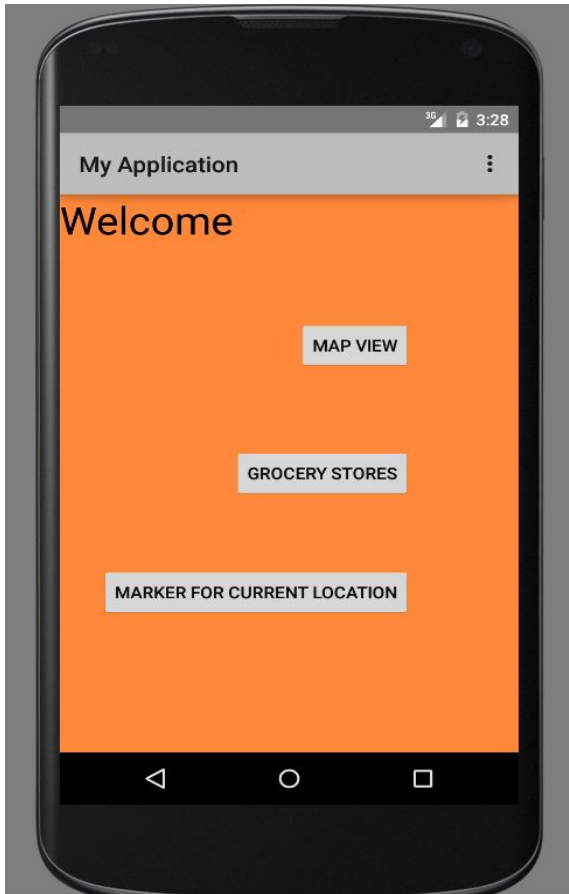 3G 3:28
My Application
Welcome
MAP VIEW
GROCERY STORES
MARKER FOR CURRENT LOCATION